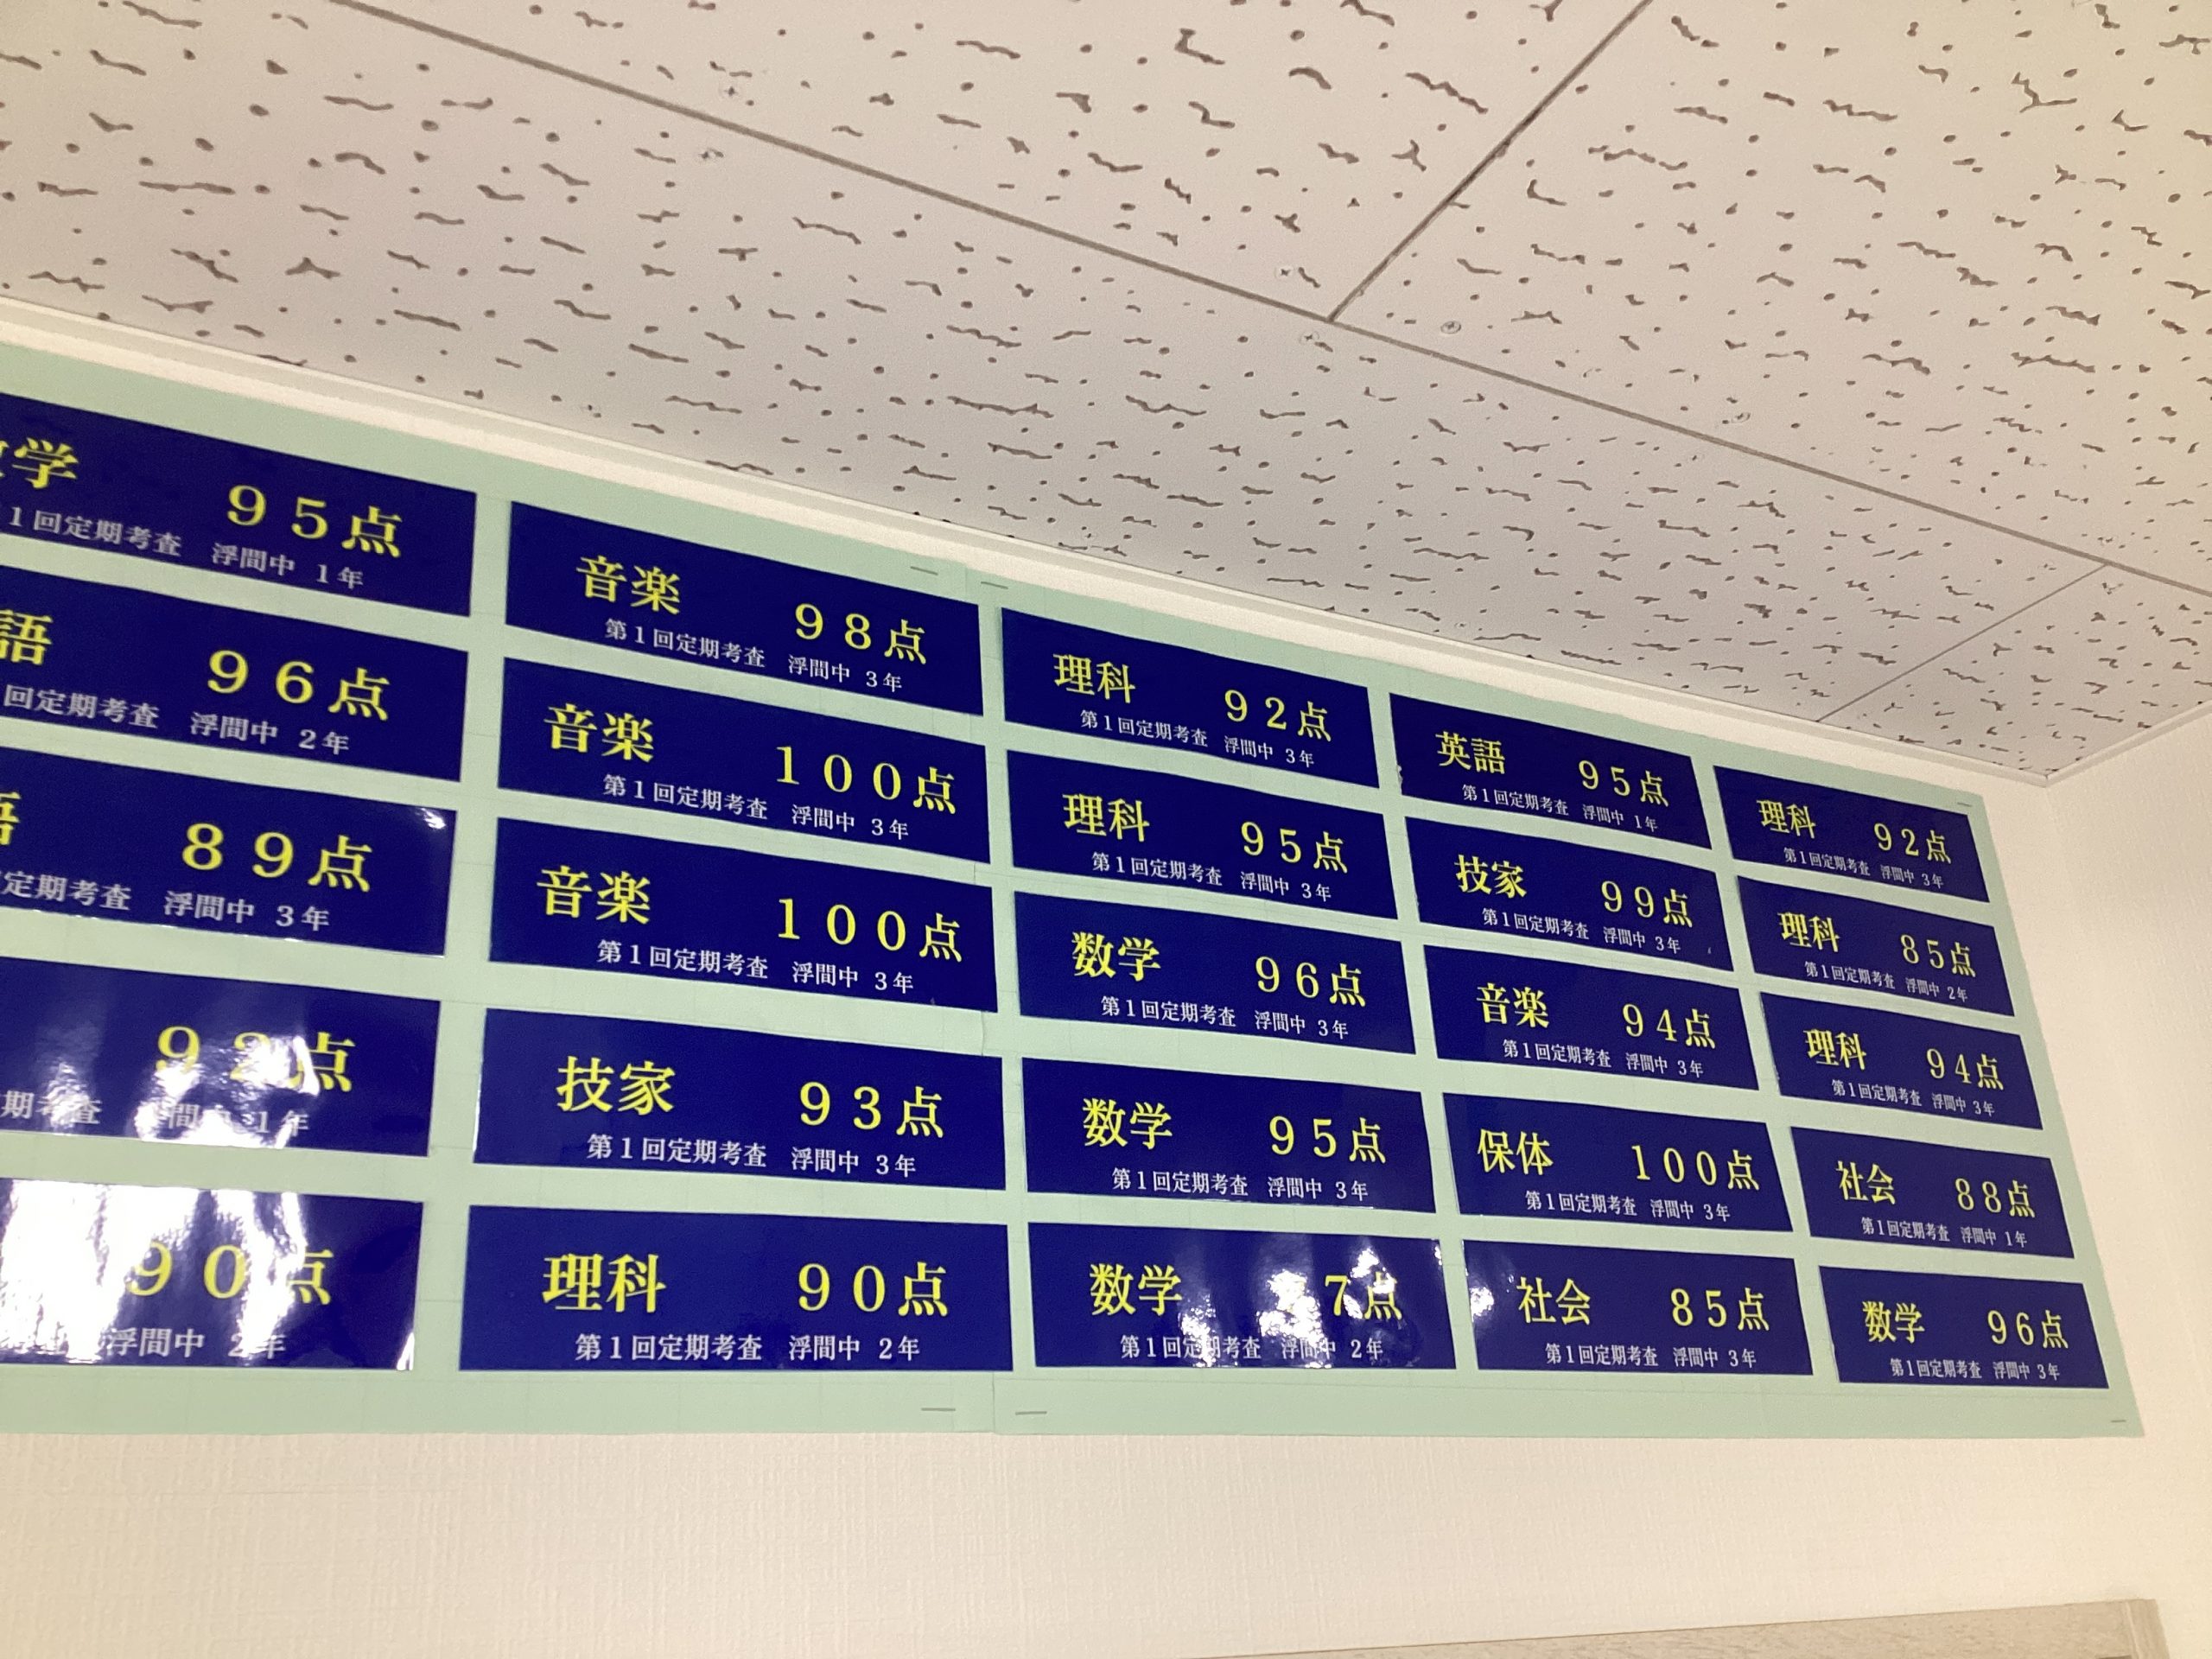 学 95点
1回定期考査 浮間中 1年
語 96点
回定期考査 浮間中 2年
89点
定期考査 浮間中 3年
点
期考査 1年
90点
浮間中 2年
音楽 98点
第1回定期考査 浮間中 3年
音楽 100点
第1回定期考査 浮間中 3年
音楽 100点
第1回定期考査 浮間中 3年
技家 93点
第1回定期考査 浮間中 3年
理科 90点
第1回定期考査 浮間中 2年
理科 92点
第1回定期考査 浮間中 3年
理科 95点
第1回定期考査 浮間中 3年
数学 96点
第1回定期考査 浮間中 3年
数学 95点
第1回定期考査 浮間中 3年
数学 7点
第1回定期考査 浮間中 2年
英語 95点
第1回定期考査 浮間中 1年
技家 99点
第1回定期考査 浮間中 3年
音楽 94点
第1回定期考査 浮間中 3年
保体 100点
第1回定期考査 浮間中 3年
社会 85点
第1回定期考査 浮間中 3年
理科 92点
第1回定期考査 浮間中 3年
理科 85点
第1回定期考査 浮間中 2年
理科 94点
第1回定期考査 浮間中 3年
社会 88点
第1回定期考査 浮間中 1年
数学 96点
第1回定期考査 浮間中 3年